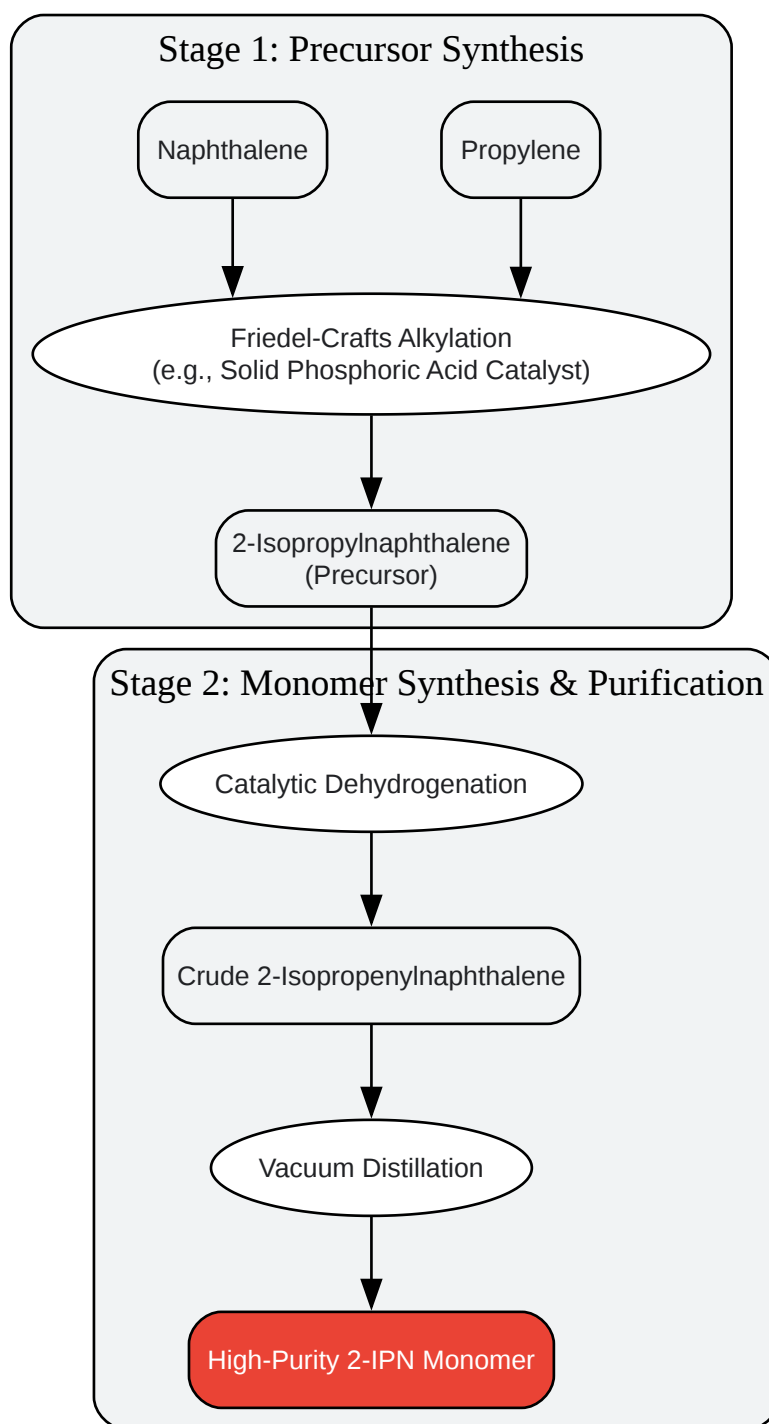 Stage 1: Precursor Synthesis
Naphthalene
Propylene
Friedel-Crafts Alkylation
(e.g., Solid Phosphoric Acid Catalyst)
2-Isopropylnaphthalene
(Precursor)
Stage 2: Monomer Synthesis & Purification
Catalytic Dehydrogenation
Crude 2-Isopropenylnaphthalene
Vacuum Distillation
High-Purity 2-IPN Monomer